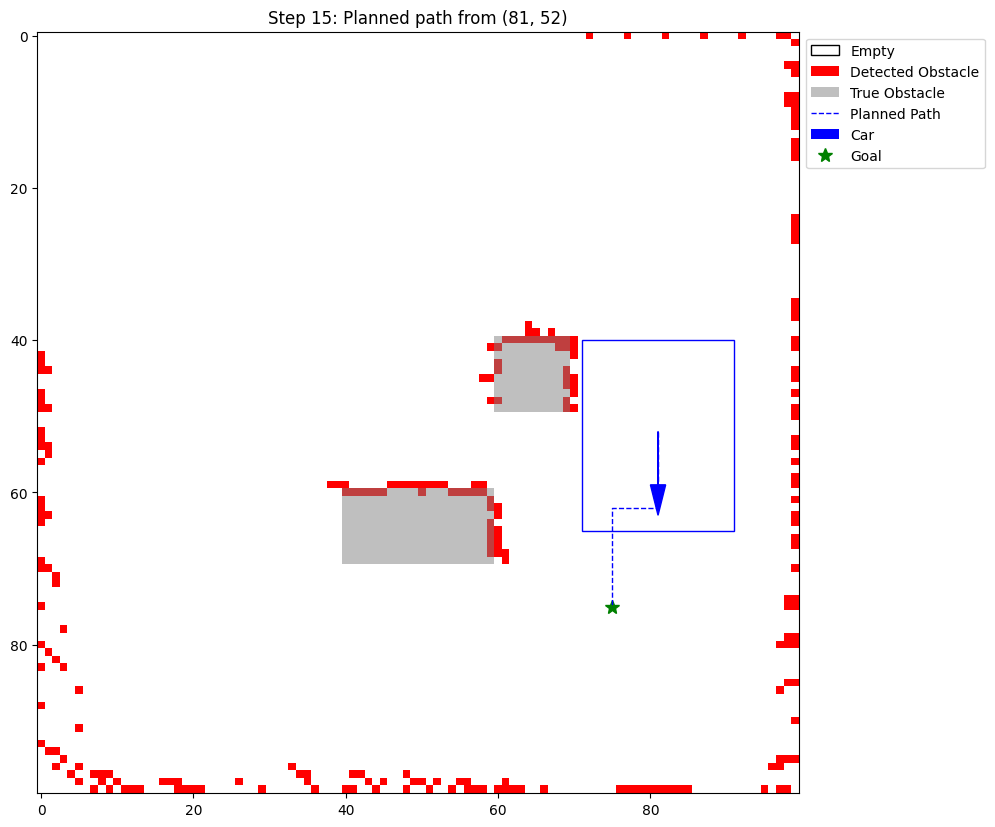 Step 15: Planned path from (81, 52)
Empty
Detected Obstacle
True Obstacle
Planned Path
Car
Goal
0
20
40
60
80
0 20 40 60 80